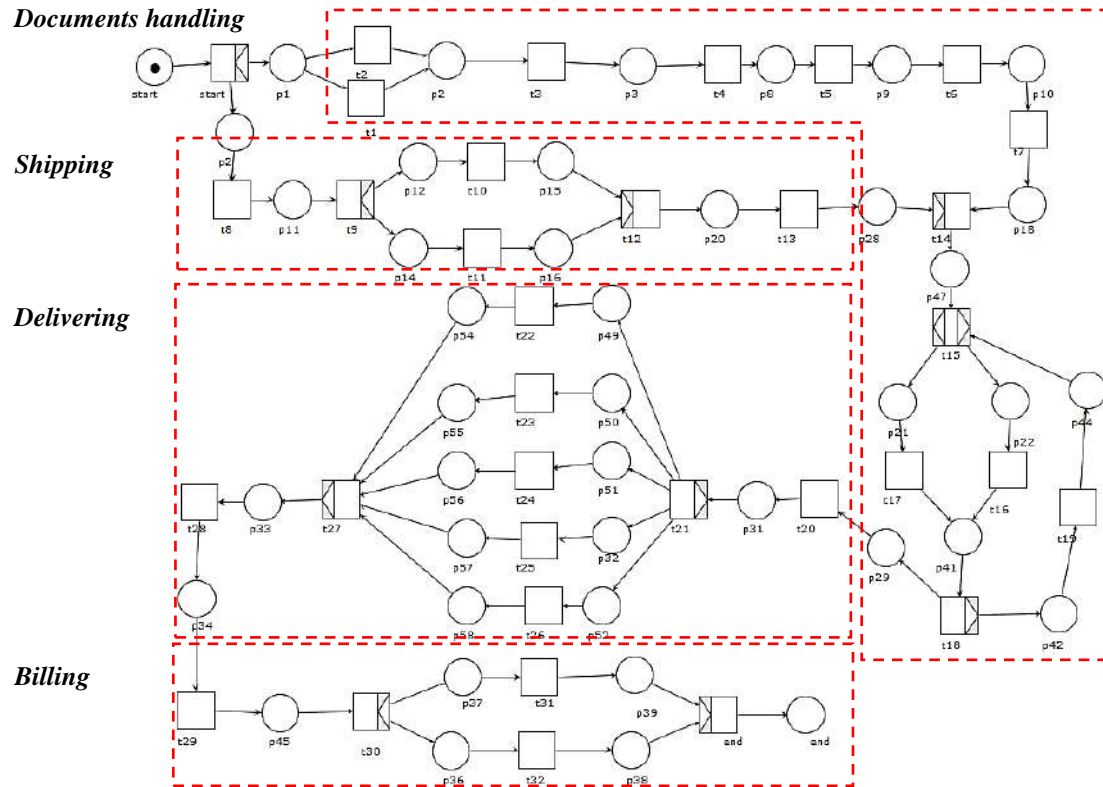 Documents handling
start
start
p1
t2
t1
p2
t3
p3
t4
p8
t5
p9
t6
p10
p2
t7
Shipping
p12
t10
p15
t8
p11
t9
t12
p20
t13
p28
t14
p18
p14
t11
p16
p47
Delivering
p54
t22
p49
t15
p55
t23
p50
p21
p22
p44
p56
t24
p51
t17
t16
t28
p33
t27
t21
p31
t20
t19
p57
t25
p32
p29
p41
p34
p58
t26
p52
t18
p42
Billing
p37
t31
p39
t29
p45
t30
end
end
p36
t32
p38